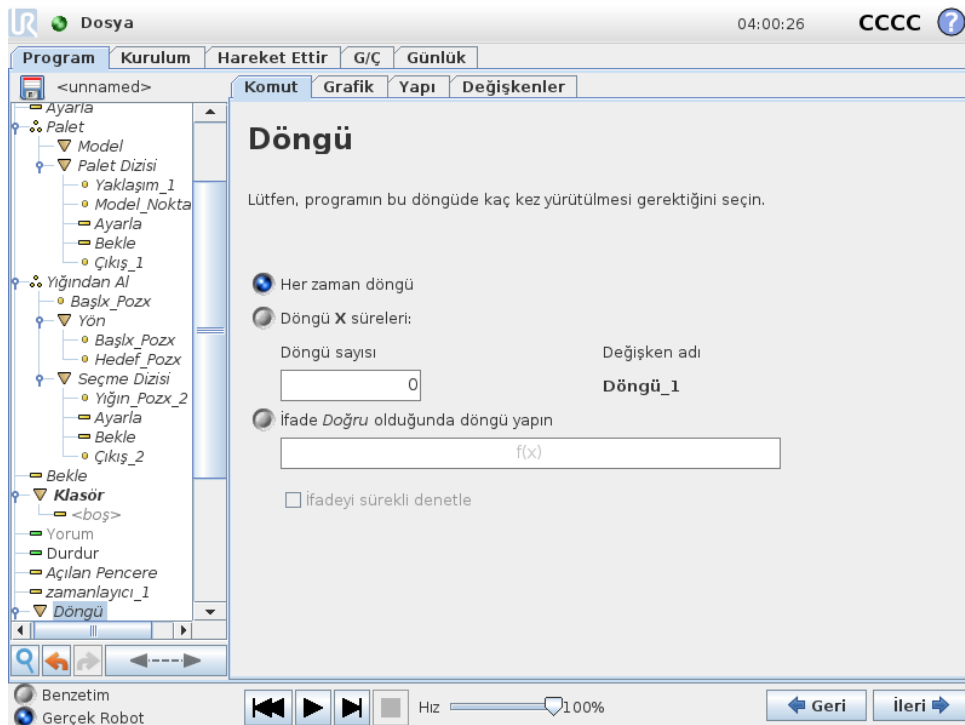 UR Dosya 04:00:26 CCCC ?
Program Kurulum Hareket Ettir G/Ç Günlük
<unnamed> Komut Grafik Yapı Değişkenler
Ayarla
Palet
Model
Palet Dizisi
Yaklaşım_1
Model_Nokta
Ayarla
Bekle
Çıkış_1
Yığından Al
Başlx_Pozx
Yön
Başlx_Pozx
Hedef_Pozx
Seçme Dizisi
Yığın_Pozx_2
Ayarla
Bekle
Çıkış_2
Bekle
Klasör
<boş>
Yorum
Durdur
Açılan Pencere
zamanlayıcı_1
Döngü
Döngü
Lütfen, programın bu döngüde kaç kez yürütülmesi gerektiğini seçin.
Her zaman döngü
Döngü X süreleri:
Döngü sayısı Değişken adı
0 Döngü_1
İfade Doğru olduğunda döngü yapın
f(x)
İfadeyi sürekli denetle
Benzetim
Gerçek Robot
Hız 100%
Geri İleri